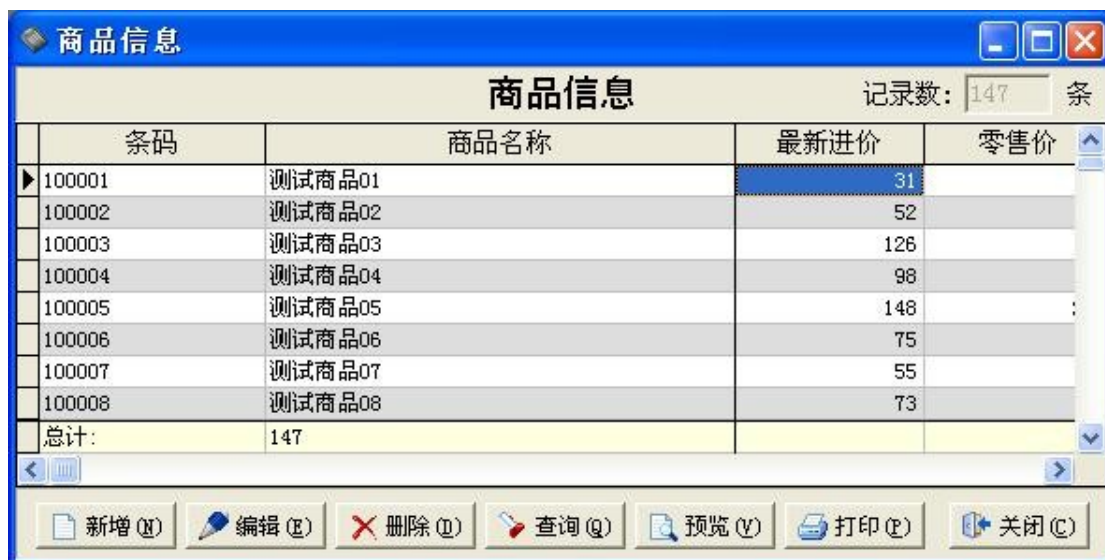 商品信息
商品信息 记录数: 147 条
条码 商品名称 最新进价 零售价
100001 测试商品01 31
100002 测试商品02 52
100003 测试商品03 126
100004 测试商品04 98
100005 测试商品05 148
100006 测试商品06 75
100007 测试商品07 55
100008 测试商品08 73
总计: 147
新增(N) 编辑(E) 删除(D) 查询(Q) 预览(V) 打印(P) 关闭(C)